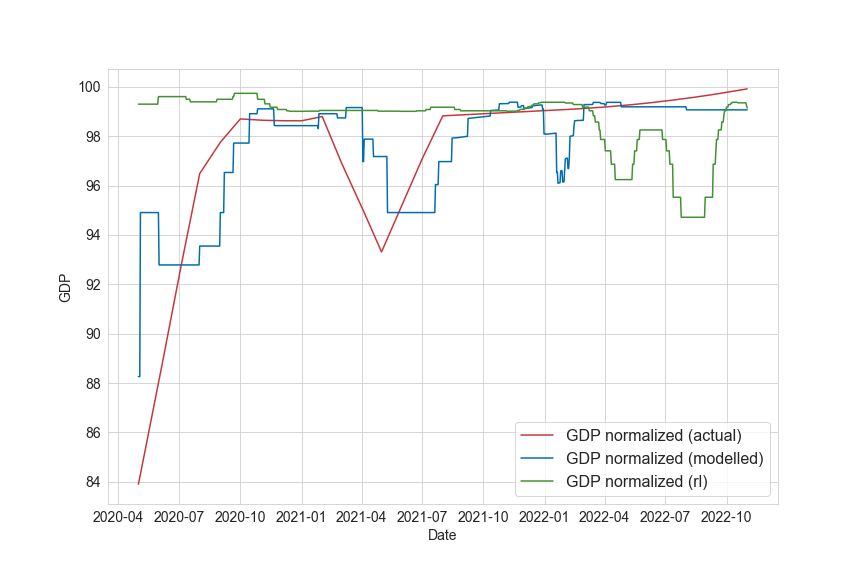 100
98
96
94
92
90
88
86
84
GDP
GDP normalized (actual)
GDP normalized (modelled)
GDP normalized (rl)
2020-04 2020-07 2020-10 2021-01 2021-04 2021-07 2021-10 2022-01 2022-04 2022-07 2022-10
Date